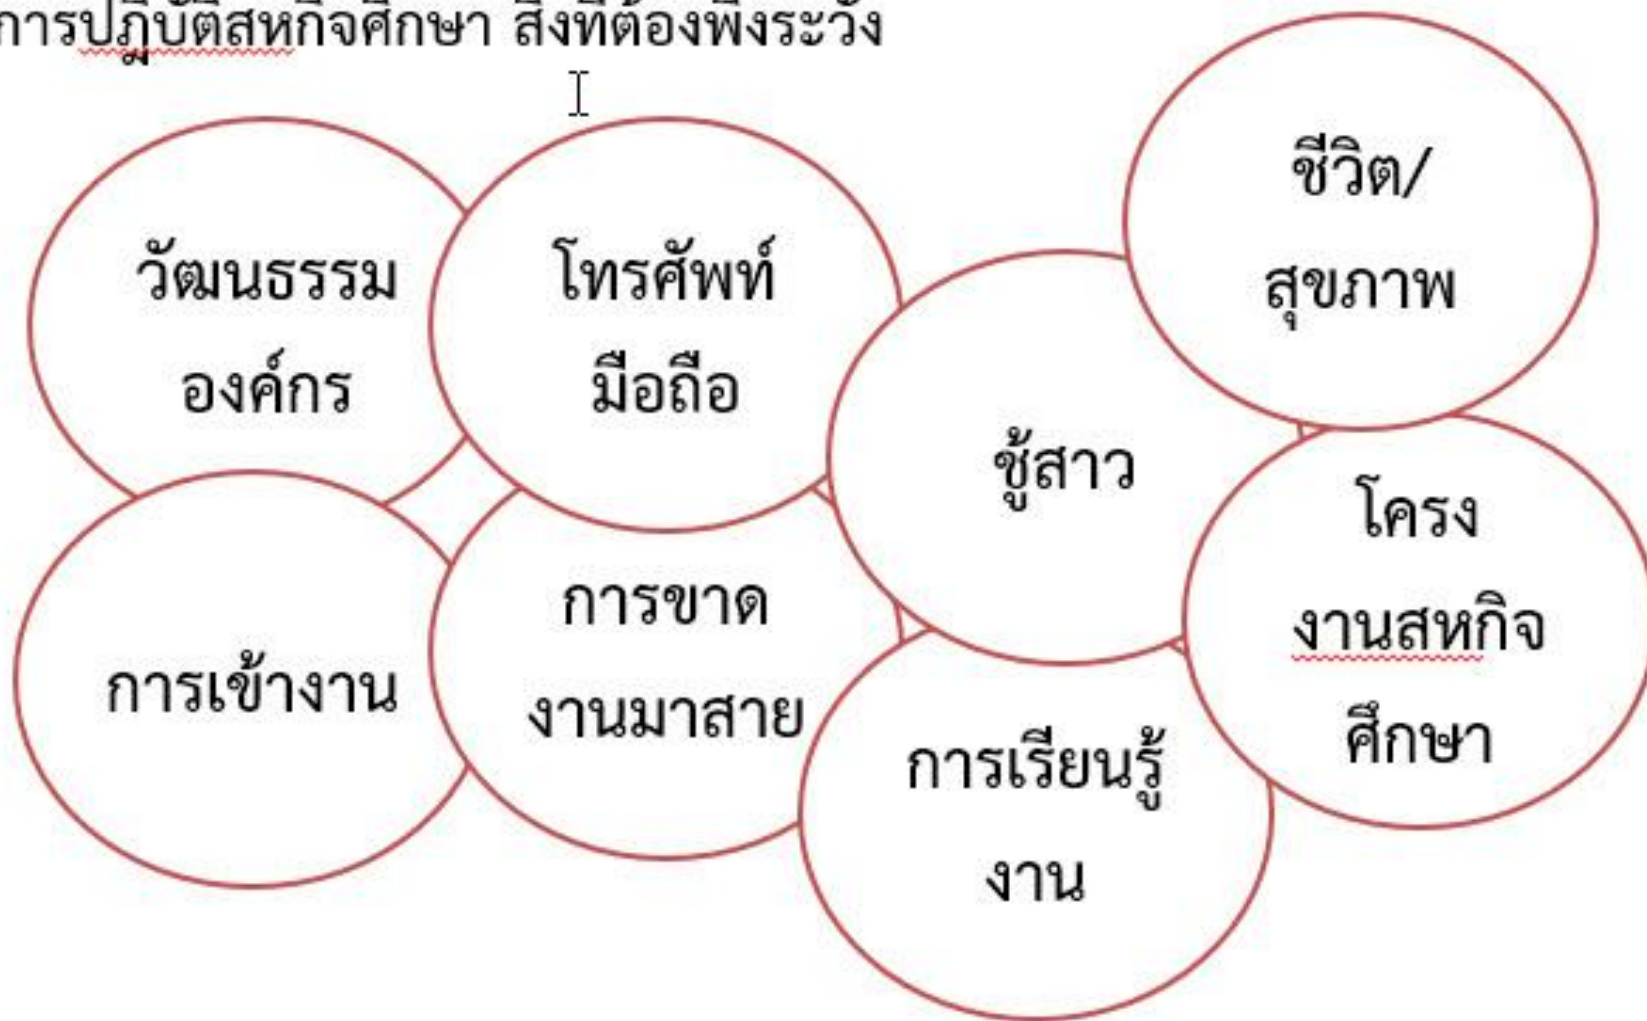 การปฏิบัติสหกิจศึกษา สิ่งที่ต้องพึงระวัง
วัฒนธรรม
องค์กร
โทรศัพท์
มือถือ
ชู้สาว
ชีวิต/
สุขภาพ
การเข้างาน
การขาด
งานมาสาย
การเรียนรู้
งาน
โครง
งานสหกิจ
ศึกษา